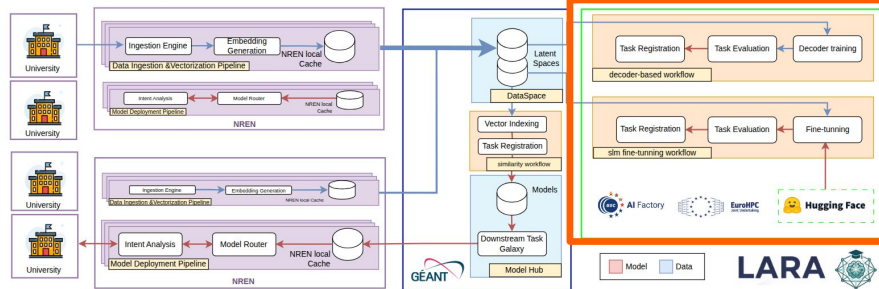 University
Ingestion Engine
Embedding
Generation
NREN local
Cache
Data Ingestion &Vectorization Pipeline
University
Intent Analysis
Model Router
NREN local
Cache
Model Deployment Pipeline
NREN
University
Ingestion Engine
Embedding Generation
NREN local Cache
Data Ingestion &Vectorization Pipeline
University
Intent Analysis
Model Router
NREN local
Cache
Model Deployment Pipeline
NREN
Latent
Spaces
DataSpace
Vector Indexing
Task Registration
similarity workflow
Models
Downstream Task
Galaxy
Model Hub
GÉANT
Task Registration
Task Evaluation
Decoder training
decoder-based workflow
Task Registration
Task Evaluation
Fine-tunning
slm fine-tunning workflow
AI Factory
EuroHPC
Joint Undertaking
Hugging Face
Model
Data
LARA